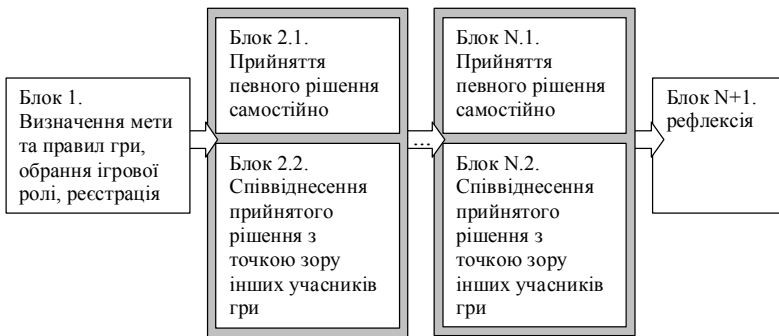 Блок 1.
Визначення мети
та правил гри,
обрання ігрової
ролі, реєстрація
Блок 2.1.
Прийняття
певного рішення
самостійно
Блок 2.2.
Співвіднесення
прийнятого
рішення з
точкою зору
інших учасників
гри
...
Блок N.1.
Прийняття
певного рішення
самостійно
Блок N.2.
Співвіднесення
прийнятого
рішення з
точкою зору
інших учасників
гри
Блок N+1.
рефлексія